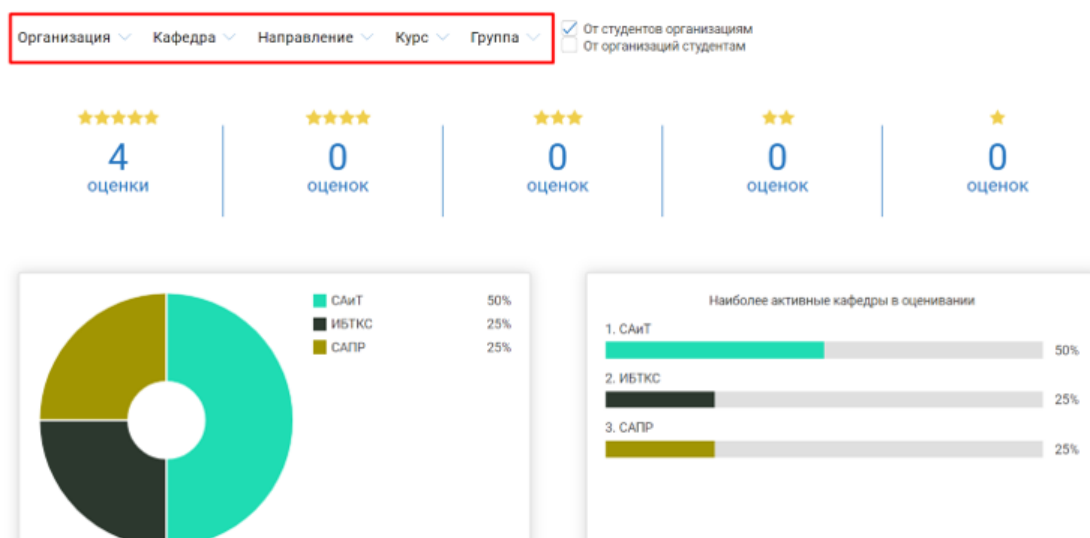 Организация Кафедра Направление Курс Группа
От студентов организациям
От организаций студентам
4 0 0 0 0
оценки оценок оценок оценок оценок
САиТ 50%
ИБТКС 25%
САПР 25%
Наиболее активные кафедры в оценивании
1. САиТ
50%
2. ИБТКС
25%
3. САПР
25%